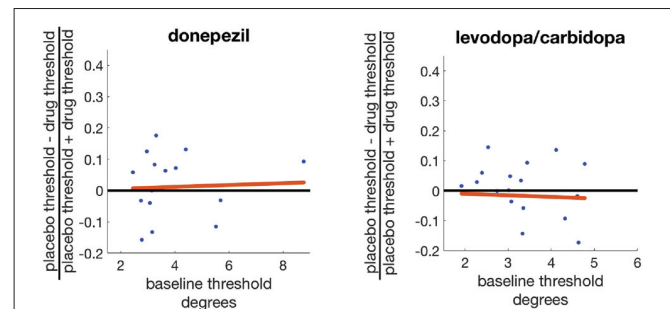 donepezil
placebo threshold - drug threshold
placebo threshold + drug threshold
0.4
0.3
0.2
0.1
0
-0.1
-0.2
2
4
6
8
baseline threshold
degrees
levodopa/carbidopa
placebo threshold - drug threshold
placebo threshold + drug threshold
0.4
0.3
0.2
0.1
0
-0.1
-0.2
2
3
4
5
6
baseline threshold
degrees